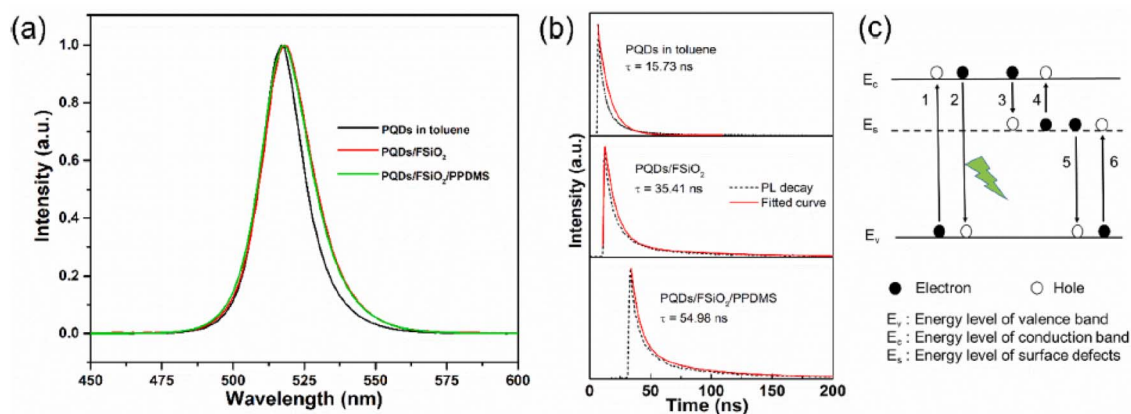 (a)
1.0
0.8
0.6
0.4
0.2
0.0
Intensity (a.u.)
PQDs in toluene
PQDs/FSiO₂
PQDs/FSiO₂/PPDMS
450
475
500
525
550
575
600
Wavelength (nm)
(b)
PQDs in toluene
τ = 15.73 ns
PQDs/FSiO₂
τ = 35.41 ns
PL decay
Fitted curve
PQDs/FSiO₂/PPDMS
τ = 54.98 ns
Intensity (a.u.)
0
50
100
150
200
Time (ns)
(c)
E꜀
1
2
3
4
Eₛ
5
6
Eᵥ
Electron
Hole
Eᵥ : Energy level of valence band
E꜀ : Energy level of conduction band
Eₛ : Energy level of surface defects